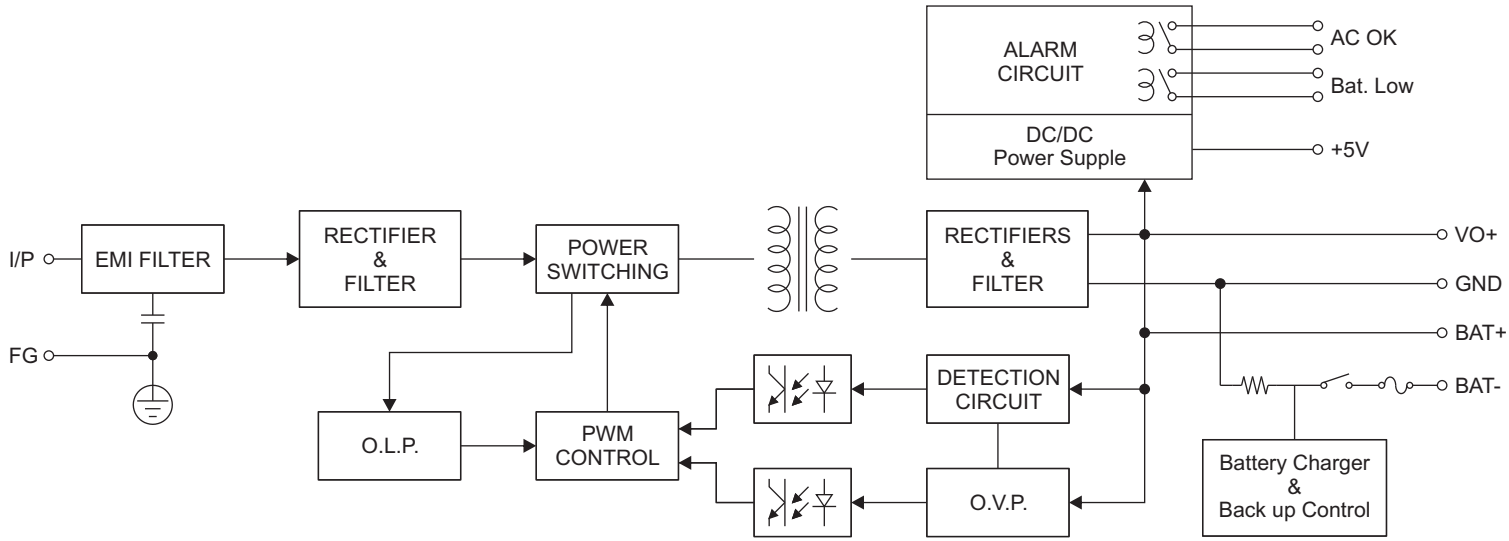 ALARM
CIRCUIT
AC OK
Bat. Low
DC/DC
Power Supple
+5V
I/P
EMI FILTER
RECTIFIER
&
FILTER
POWER
SWITCHING
RECTIFIERS
&
FILTER
VO+
GND
BAT+
BAT-
FG
O.L.P.
PWM
CONTROL
DETECTION
CIRCUIT
O.V.P.
Battery Charger
&
Back up Control